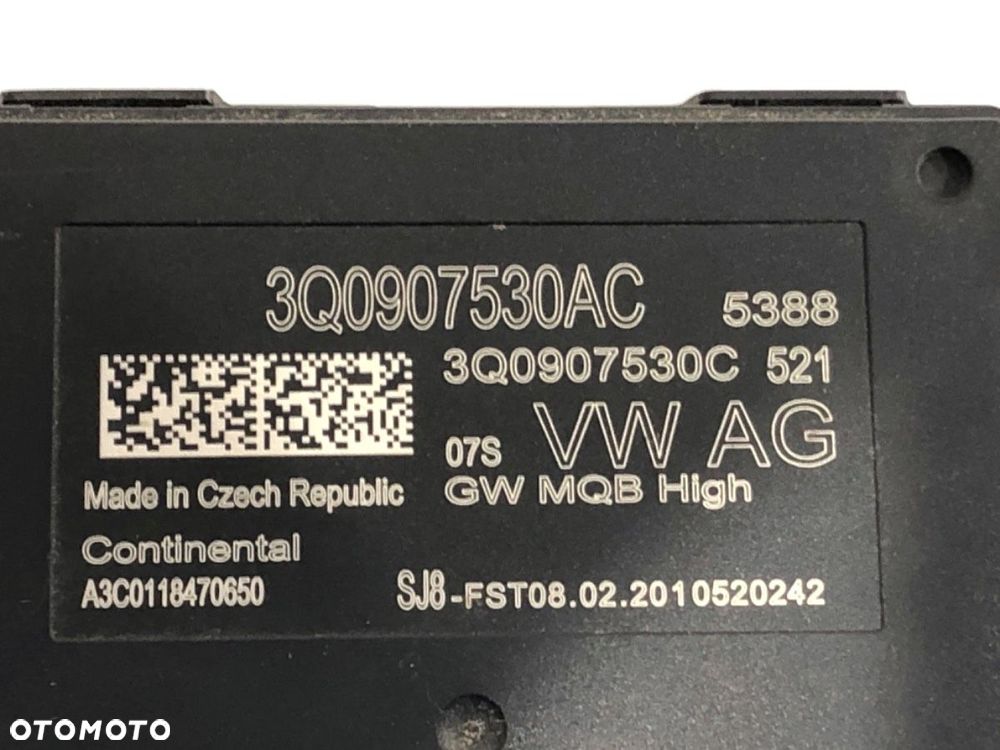 3Q0907530AC 5388
3Q0907530C 521
07S VW AG
Made in Czech Republic GW MQB High
Continental
A3C0118470650 SJ8-FST08.02.2010520242
OTOMOTO